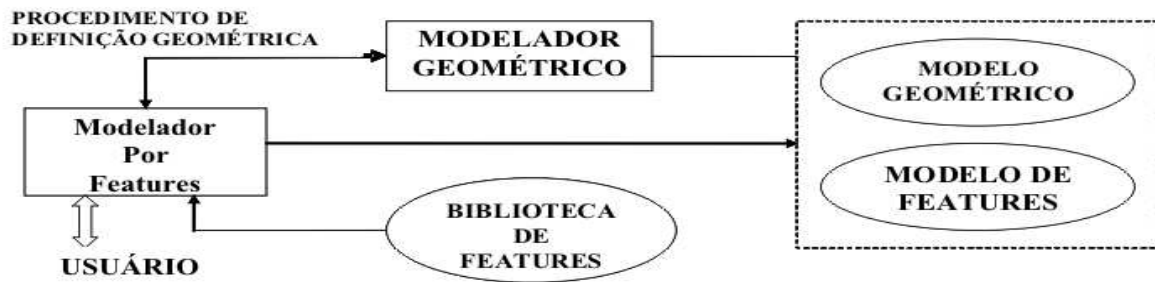 PROCEDIMENTO DE
DEFINIÇÃO GEOMÉTRICA
MODELADOR
GEOMÉTRICO
MODELO
GEOMÉTRICO
Modelador
Por
Features
MODELO DE
FEATURES
BIBLIOTECA
DE
FEATURES
USUÁRIO